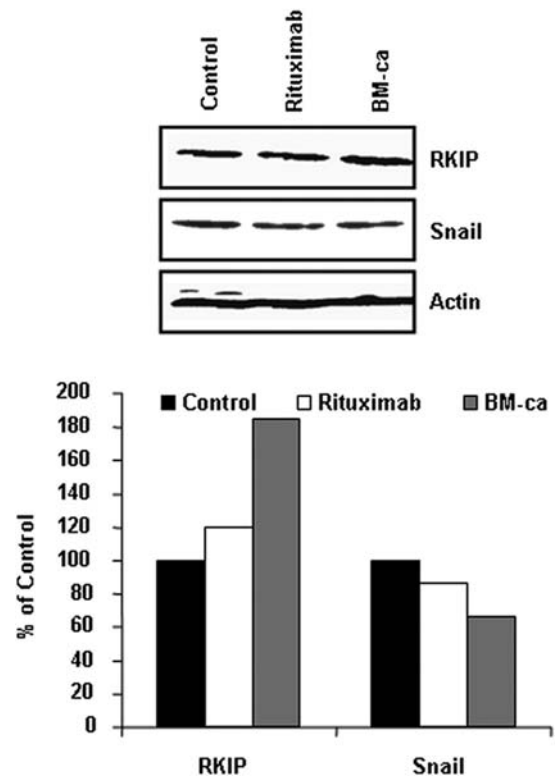 Control Rituximab BM-ca
RKIP
Snail
Actin
200
180
160
140
120
100
80
60
40
20
0
% of Control
Control Rituximab BM-ca
RKIP Snail